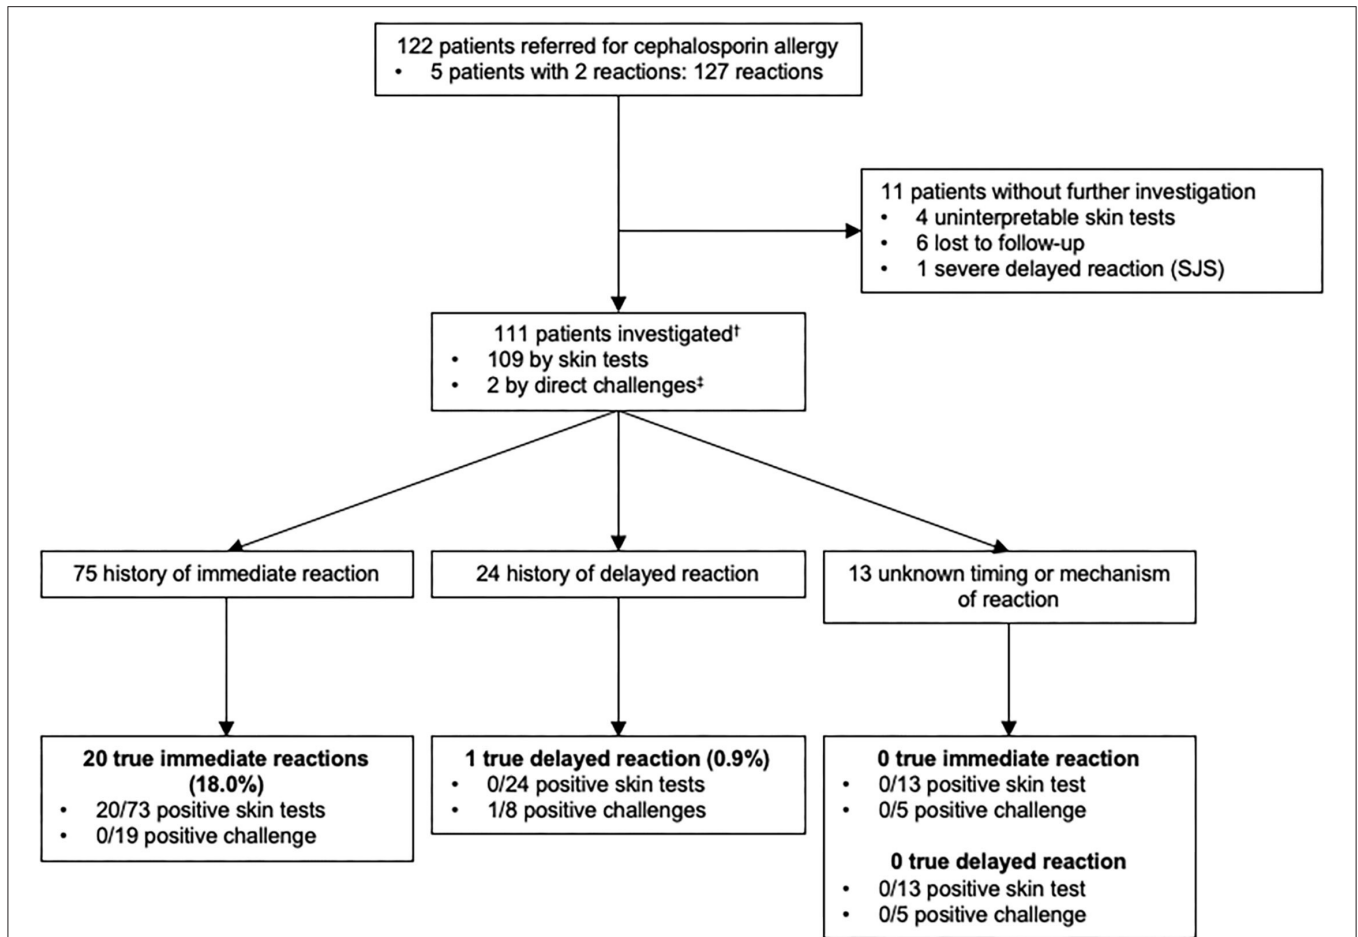 122 patients referred for cephalosporin allergy
• 5 patients with 2 reactions: 127 reactions
11 patients without further investigation
• 4 uninterpretable skin tests
• 6 lost to follow-up
• 1 severe delayed reaction (SJS)
111 patients investigated†
• 109 by skin tests
• 2 by direct challenges‡
75 history of immediate reaction
24 history of delayed reaction
13 unknown timing or mechanism
of reaction
20 true immediate reactions
(18.0%)
• 20/73 positive skin tests
• 0/19 positive challenge
1 true delayed reaction (0.9%)
• 0/24 positive skin tests
• 1/8 positive challenges
0 true immediate reaction
• 0/13 positive skin test
• 0/5 positive challenge
0 true delayed reaction
• 0/13 positive skin test
• 0/5 positive challenge